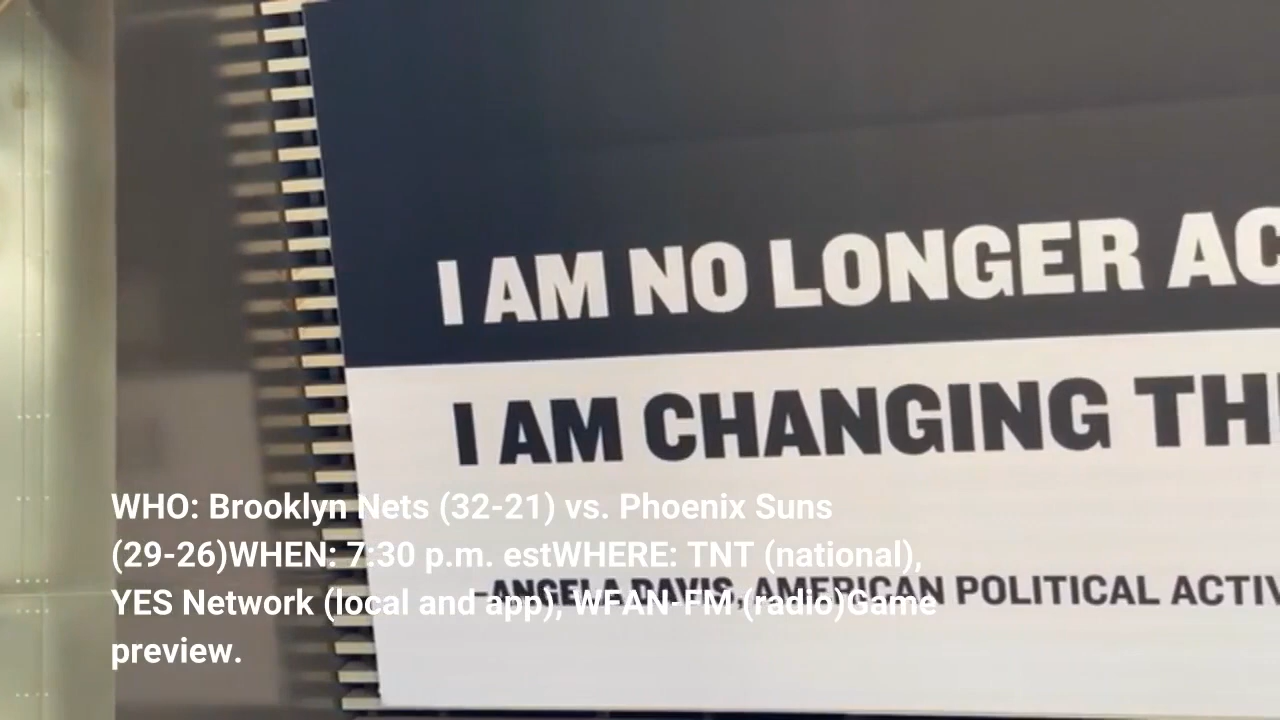 I AM NO LONGER AC
I AM CHANGING TH
-ANGELA DAVIS, AMERICAN POLITICAL ACTIV
WHO: Brooklyn Nets (32-21) vs. Phoenix Suns
(29-26)WHEN: 7:30 p.m. estWHERE: TNT (national),
YES Network (local and app), WFAN-FM (radio)Game
preview.